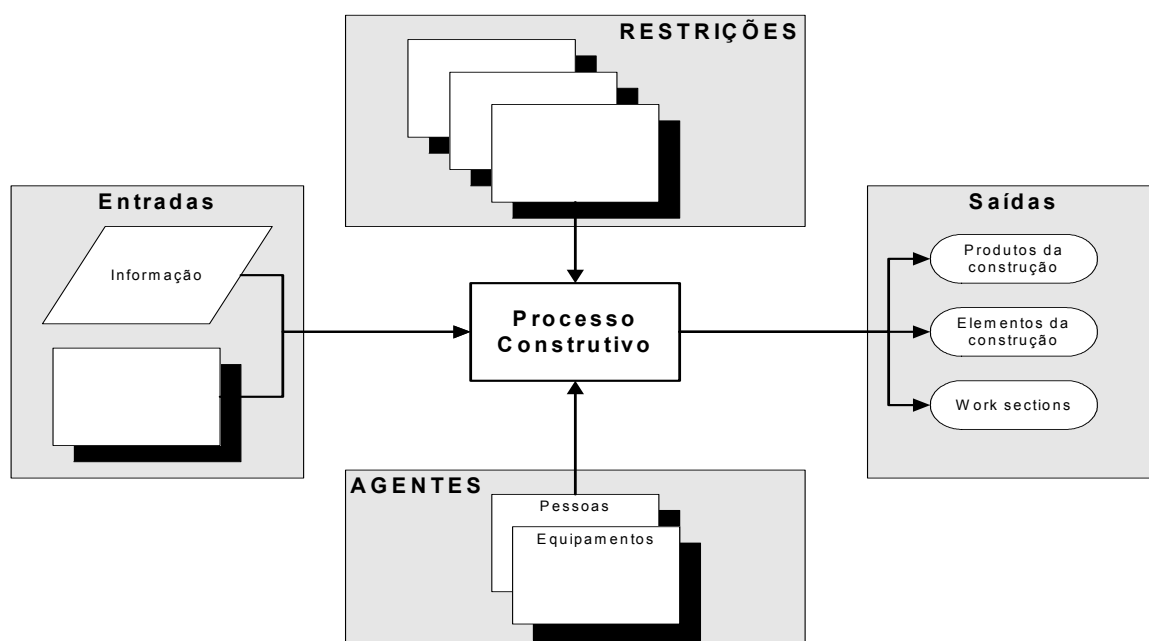 RESTRIÇÕES
Entradas
Informação
Processo
Construtivo
Saídas
Produtos da
construção
Elementos da
construção
Work sections
AGENTES
Pessoas
Equipamentos